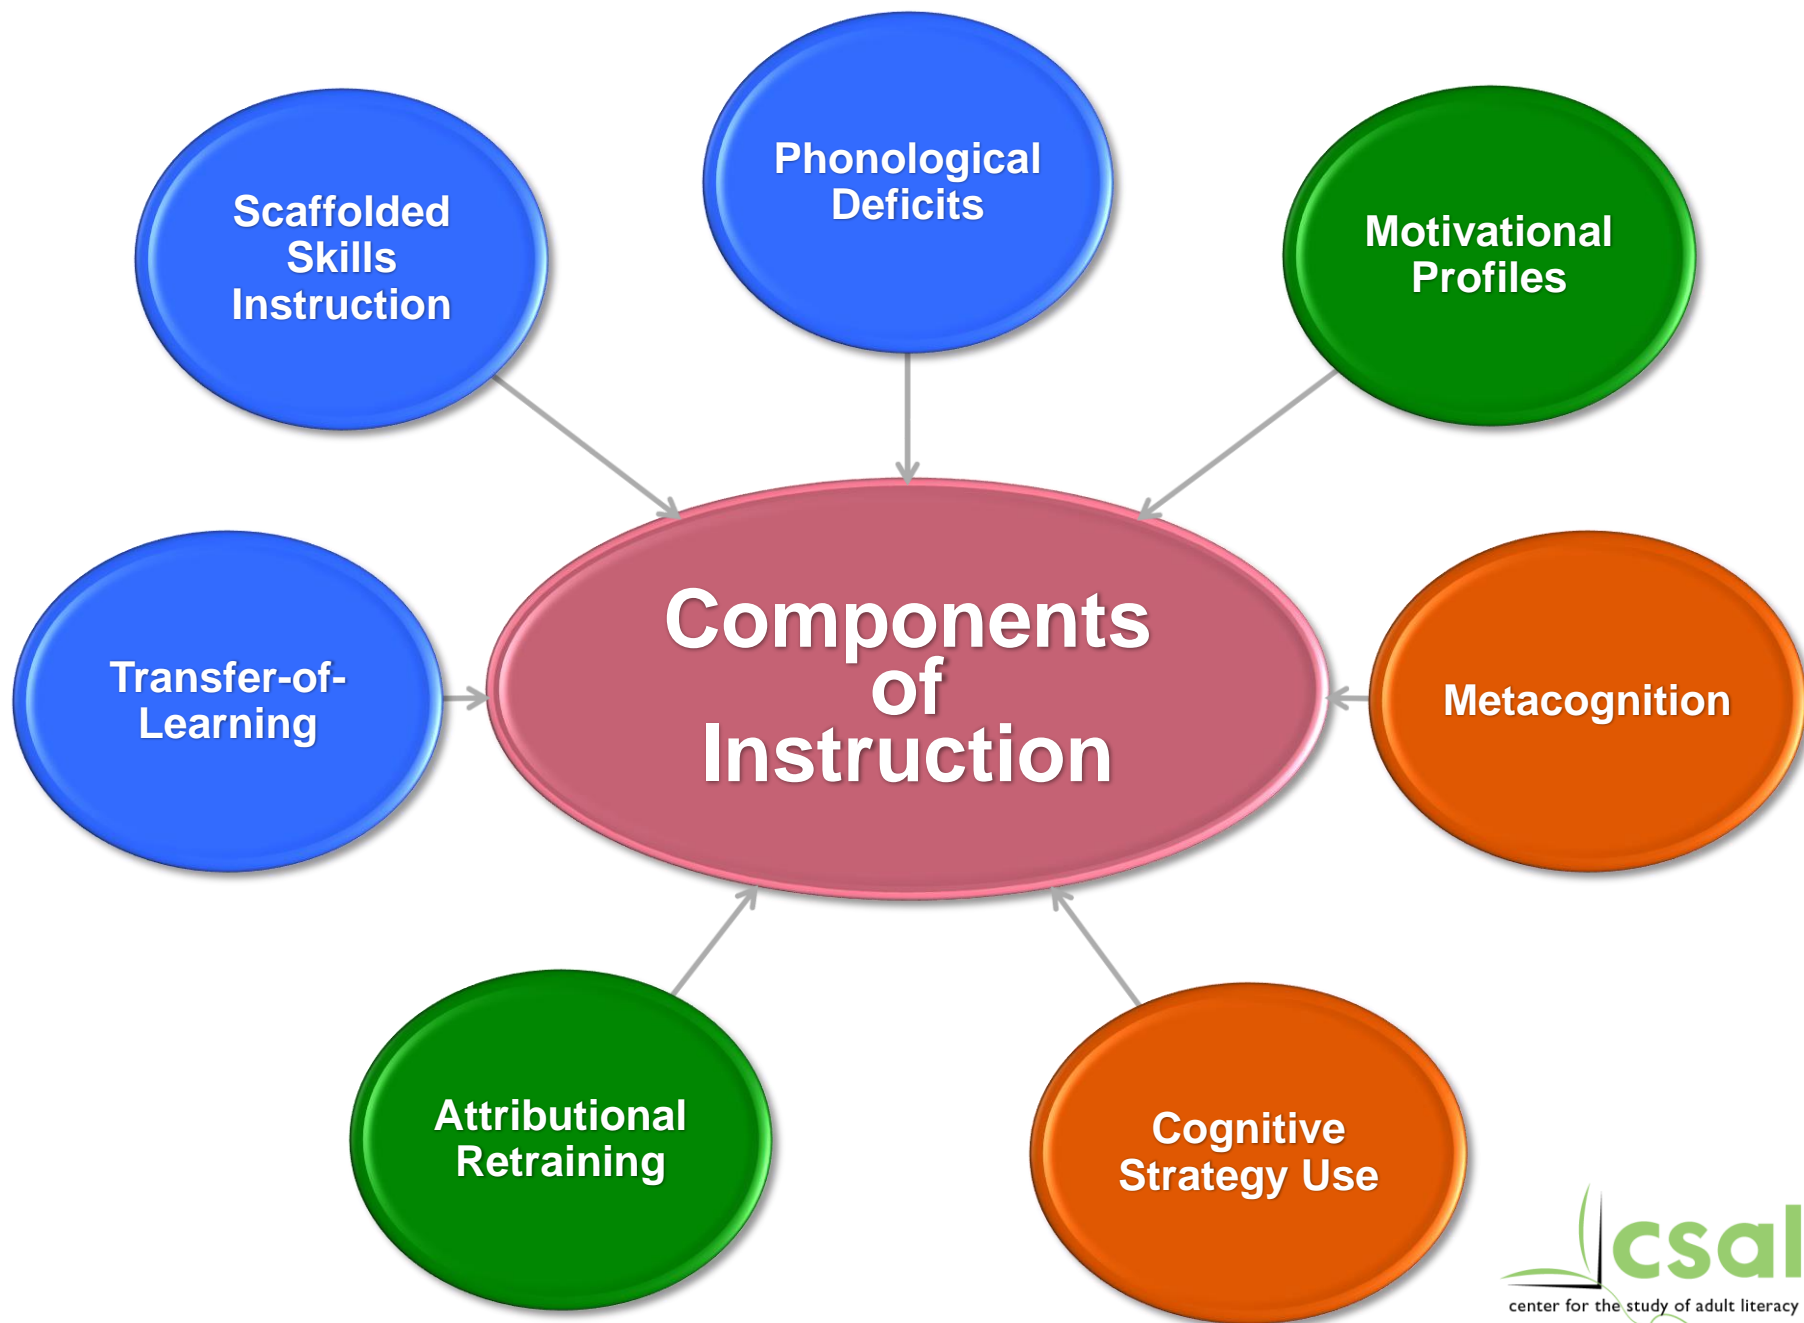 Phonological
Deficits
Scaffolded
Skills
Instruction
Motivational
Profiles
Components
of
Instruction
Transfer-of-
Learning
Metacognition
Attributional
Retraining
Cognitive
Strategy Use
csal
center for the study of adult literacy